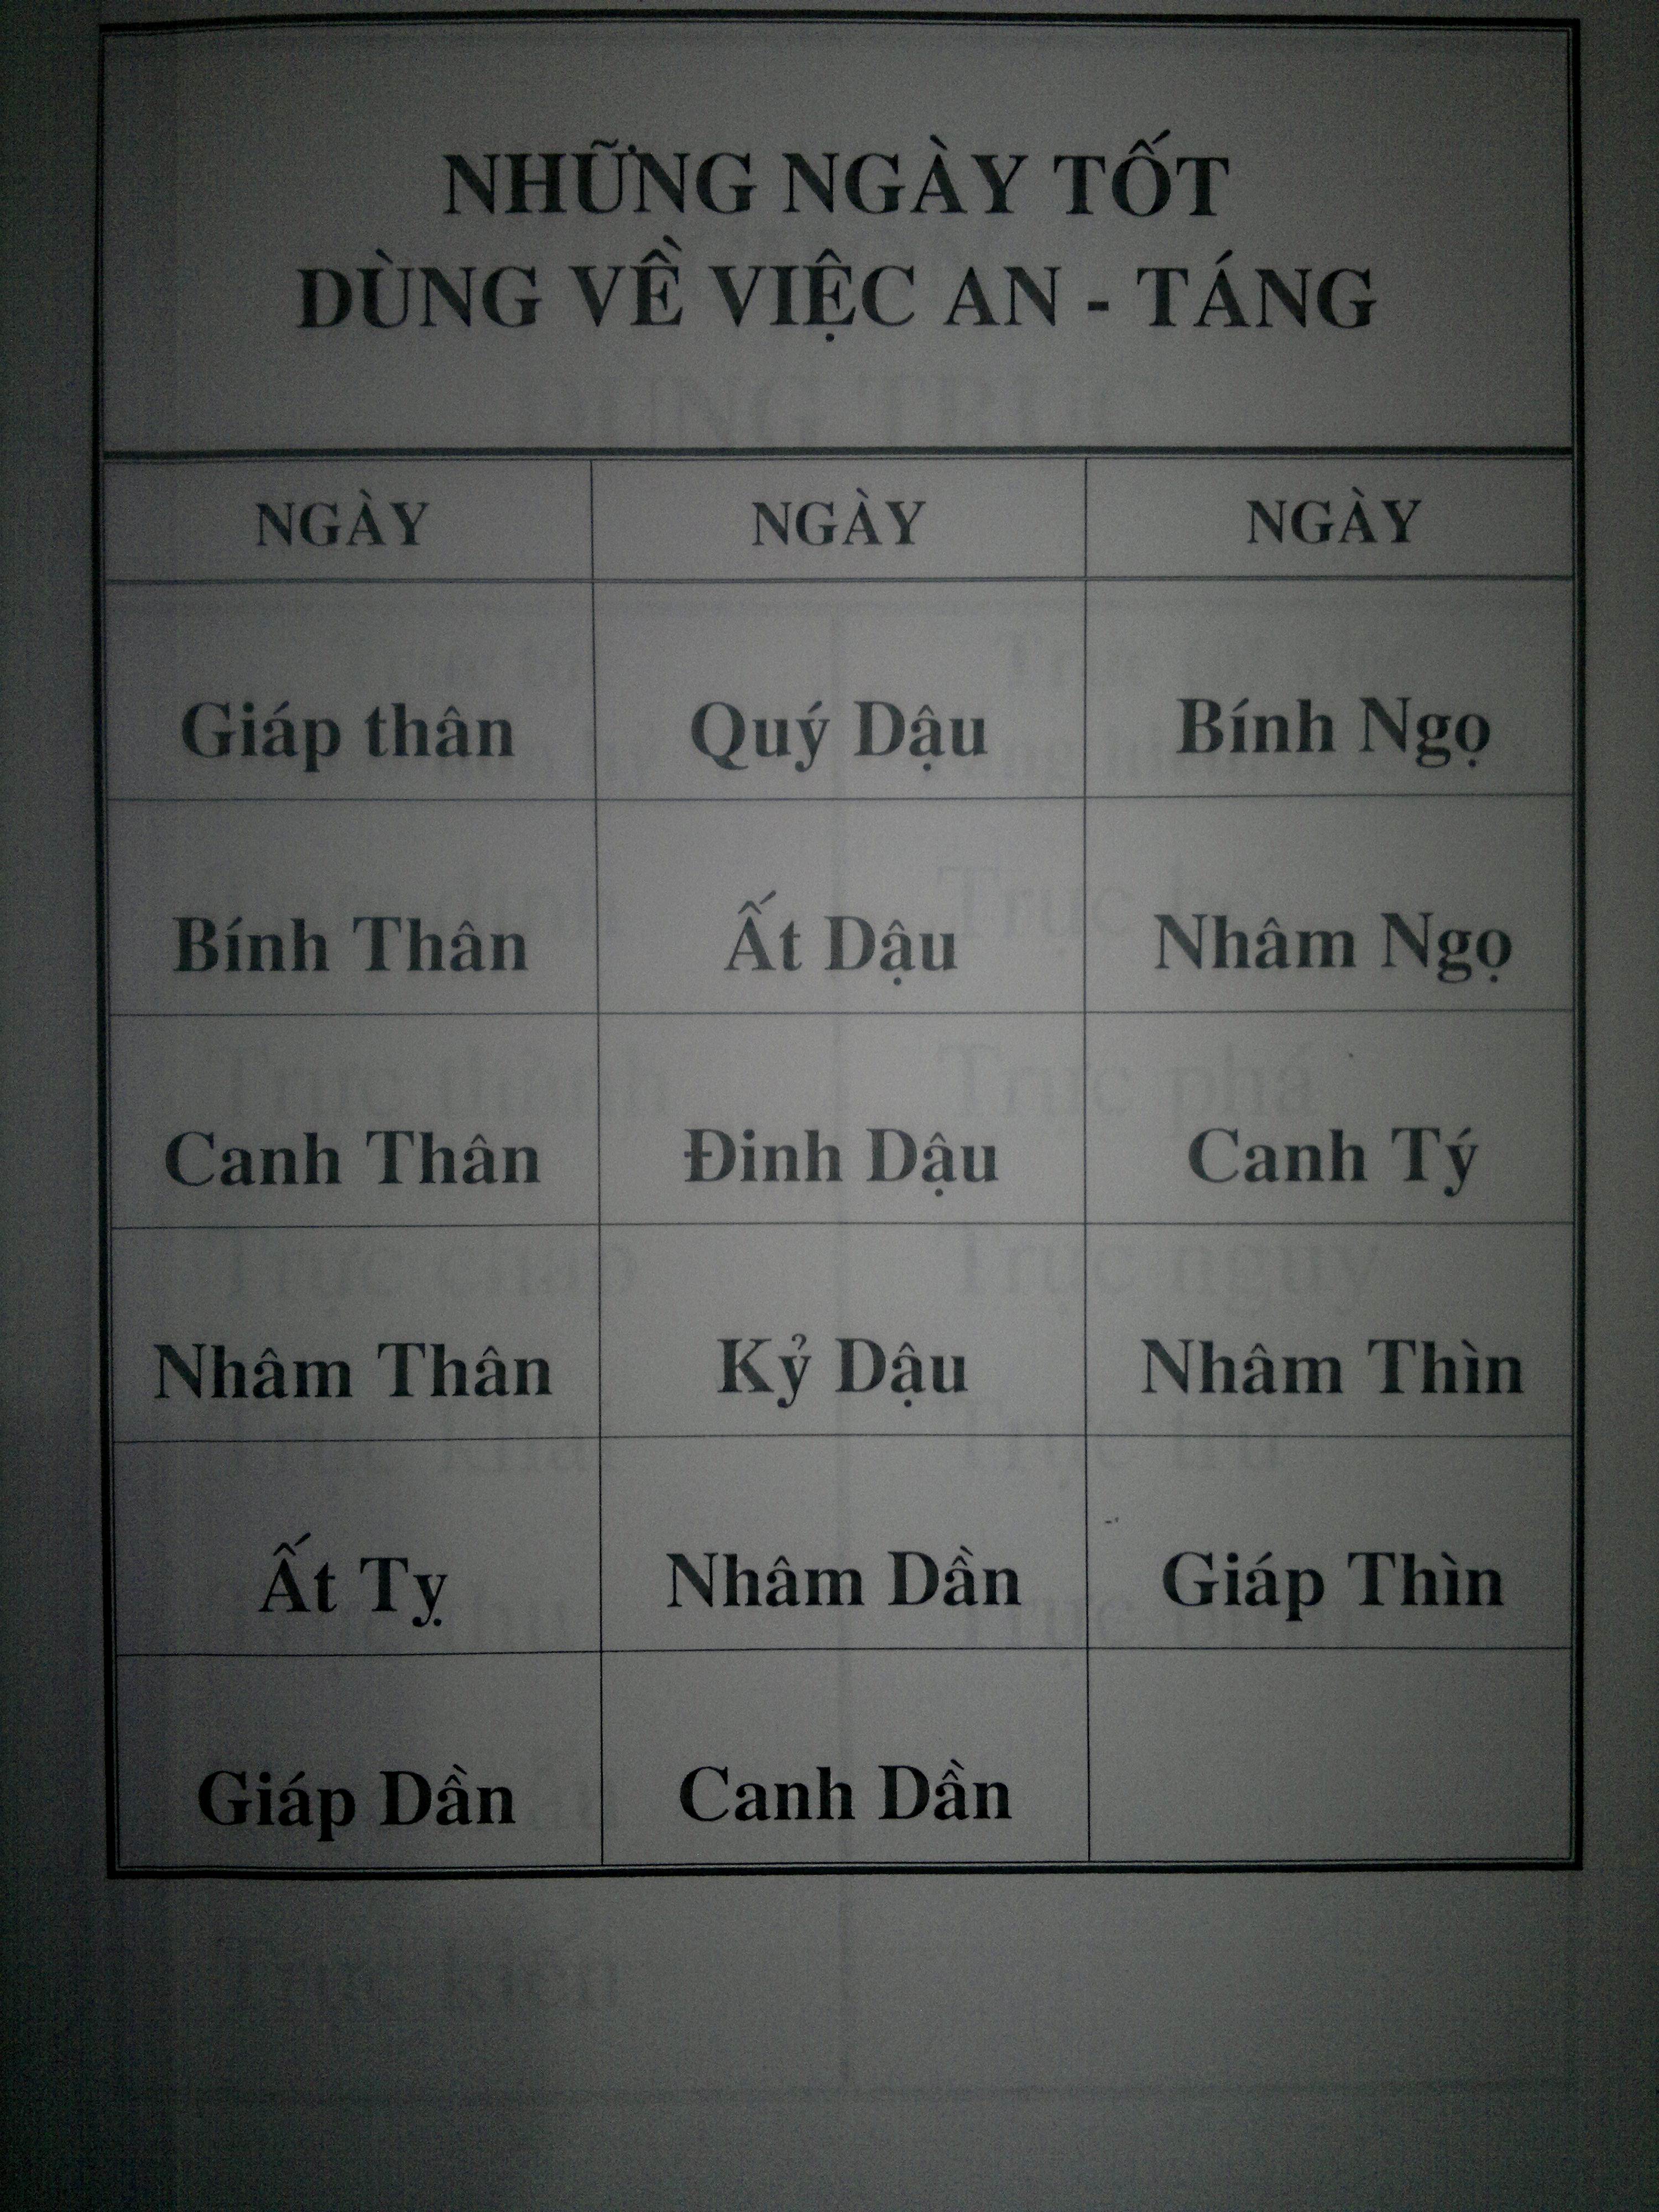 NHỮNG NGÀY TỐT
DÙNG VỀ VIỆC AN - TÁNG
NGÀY NGÀY NGÀY
Giáp thân Quý Dậu Bính Ngọ
Bính Thân Ất Dậu Nhâm Ngọ
Canh Thân Đinh Dậu Canh Tý
Nhâm Thân Kỷ Dậu Nhâm Thìn
Ất Tỵ Nhâm Dần Giáp Thìn
Giáp Dần Canh Dần